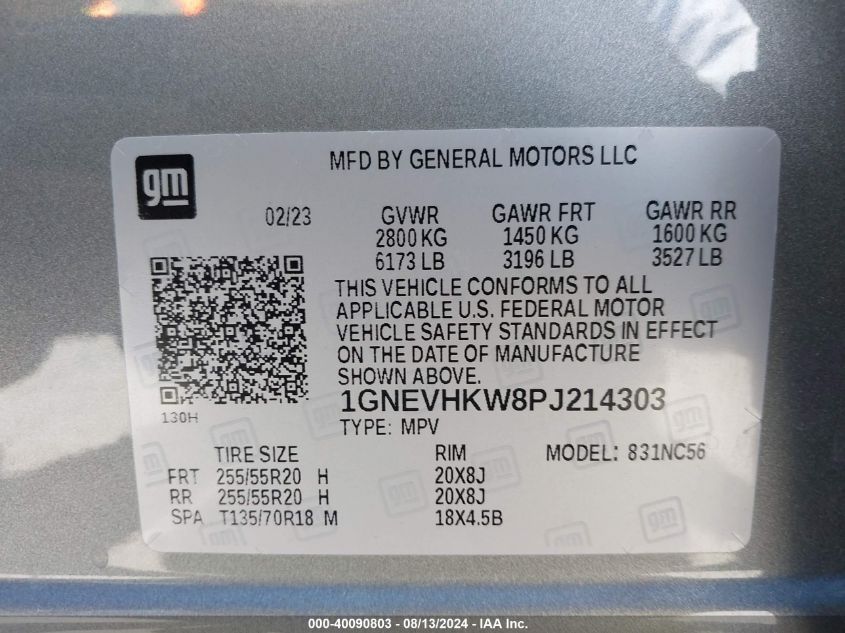 gm
MFD BY GENERAL MOTORS LLC
02/23 GVWR GAWR FRT GAWR RR
2800 KG 1450 KG 1600 KG
6173 LB 3196 LB 3527 LB
THIS VEHICLE CONFORMS TO ALL
APPLICABLE U.S. FEDERAL MOTOR
VEHICLE SAFETY STANDARDS IN EFFECT
ON THE DATE OF MANUFACTURE
SHOWN ABOVE.
1GNEVHKW8PJ214303
130H
TYPE: MPV
TIRE SIZE RIM MODEL: 831NC56
FRT 255/55R20 H 20X8J
RR 255/55R20 H 20X8J
SPA T135/70R18 M 18X4.5B
gm
000-40090803 - 08/13/2024 - IAA Inc.